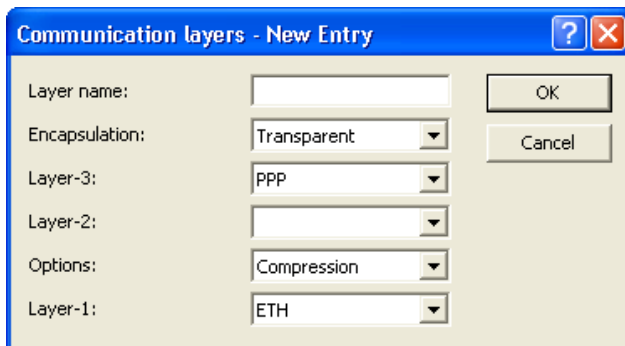 Communication layers - New Entry
Layer name:
OK
Encapsulation: Transparent
Cancel
Layer-3: PPP
Layer-2:
Options: Compression
Layer-1: ETH